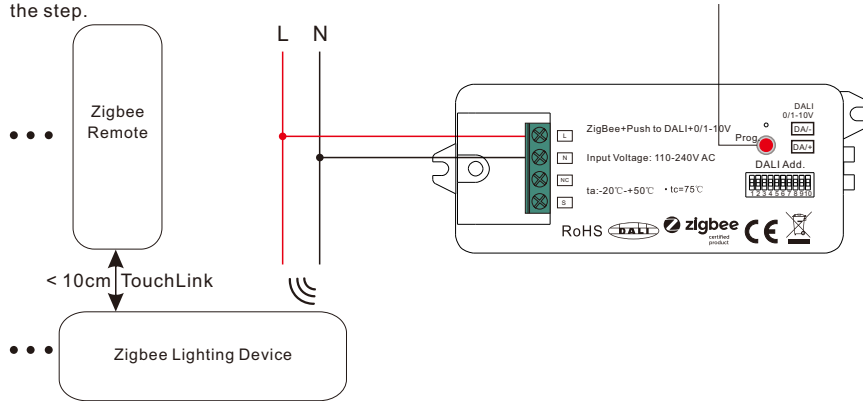 the step.
L N
Zigbee
Remote
< 10cm TouchLink
Zigbee Lighting Device
L
N
NC
S
ZigBee+Push to DALI+0/1-10V
Input Voltage: 110-240V AC
ta:-20℃-+50℃ • tc=75℃
RoHS DALI zigbee
certified
product
CE
Prog.
DALI
0/1-10V
DA/-
DA/+
DALI Add.
1 2 3 4 5 6 7 8 9 10